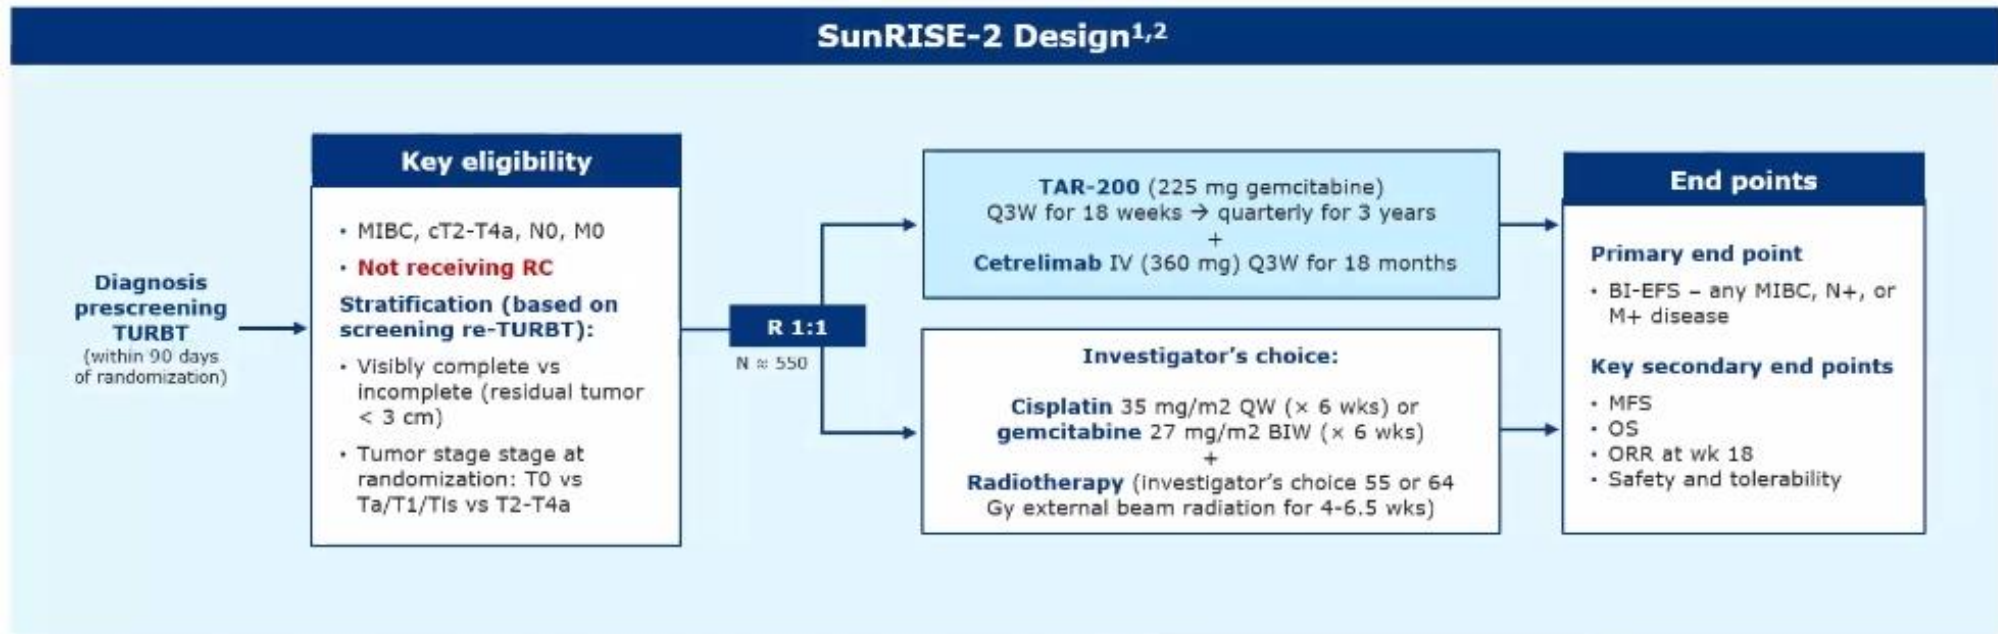 SunRISE-2 Design1,2
Diagnosis
prescreening
TURBT
(within 90 days
of randomization)
Key eligibility
• MIBC, cT2-T4a, N0, M0
• Not receiving RC
Stratification (based on
screening re-TURBT):
• Visibly complete vs
incomplete (residual tumor
< 3 cm)
• Tumor stage stage at
randomization: T0 vs
Ta/T1/Tis vs T2-T4a
R 1:1
N ≈ 550
TAR-200 (225 mg gemcitabine)
Q3W for 18 weeks → quarterly for 3 years
+
Cetrelimab IV (360 mg) Q3W for 18 months
Investigator's choice:
Cisplatin 35 mg/m2 QW (× 6 wks) or
gemcitabine 27 mg/m2 BIW (× 6 wks)
+
Radiotherapy (investigator's choice 55 or 64
Gy external beam radiation for 4-6.5 wks)
End points
Primary end point
• BI-EFS – any MIBC, N+, or
M+ disease
Key secondary end points
• MFS
• OS
• ORR at wk 18
• Safety and tolerability